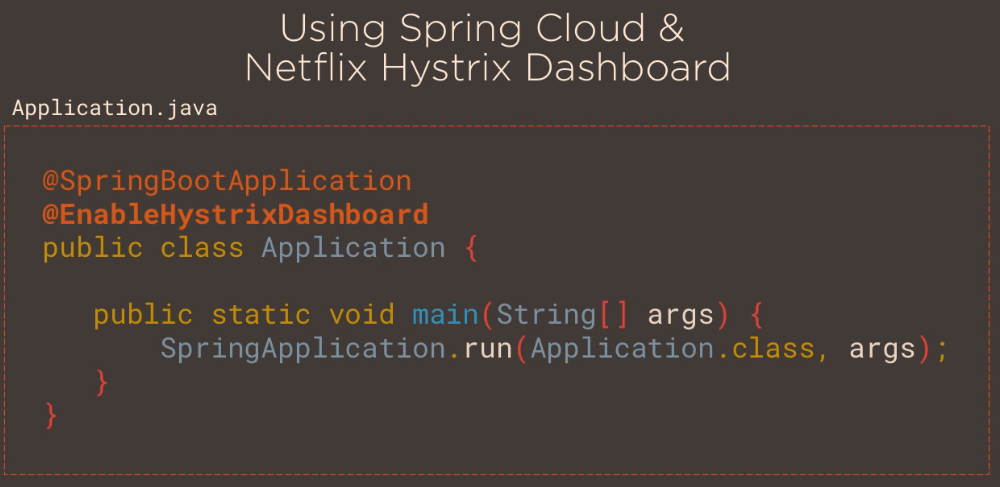 Using Spring Cloud &
Netflix Hystrix Dashboard
Application.java
@SpringBootApplication
@EnableHystrixDashboard
public class Application {
public static void main(String[] args) {
SpringApplication.run(Application.class, args);
}
}